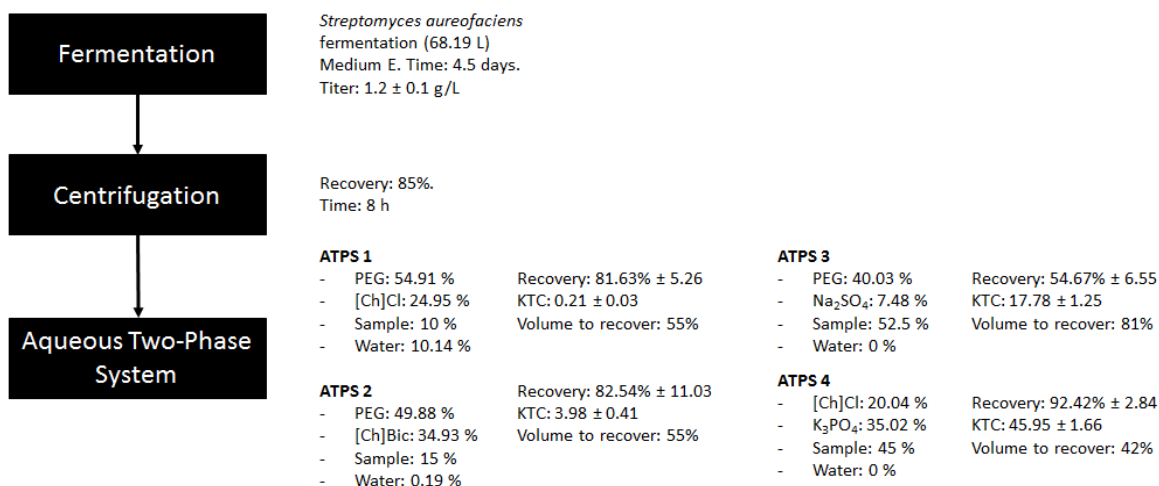 Fermentation
Streptomyces aureofaciens
fermentation (68.19 L)
Medium E. Time: 4.5 days.
Titer: 1.2 ± 0.1 g/L
Centrifugation
Recovery: 85%.
Time: 8 h
Aqueous Two-Phase
System
ATPS 1
- PEG: 54.91 % Recovery: 81.63% ± 5.26
- [Ch]Cl: 24.95 % KTC: 0.21 ± 0.03
- Sample: 10 % Volume to recover: 55%
- Water: 10.14 %
ATPS 2 Recovery: 82.54% ± 11.03
- PEG: 49.88 % KTC: 3.98 ± 0.41
- [Ch]Bic: 34.93 % Volume to recover: 55%
- Sample: 15 %
- Water: 0.19 %
ATPS 3
- PEG: 40.03 % Recovery: 54.67% ± 6.55
- Na₂SO₄: 7.48 % KTC: 17.78 ± 1.25
- Sample: 52.5 % Volume to recover: 81%
- Water: 0 %
ATPS 4
- [Ch]Cl: 20.04 % Recovery: 92.42% ± 2.84
- K₃PO₄: 35.02 % KTC: 45.95 ± 1.66
- Sample: 45 % Volume to recover: 42%
- Water: 0 %